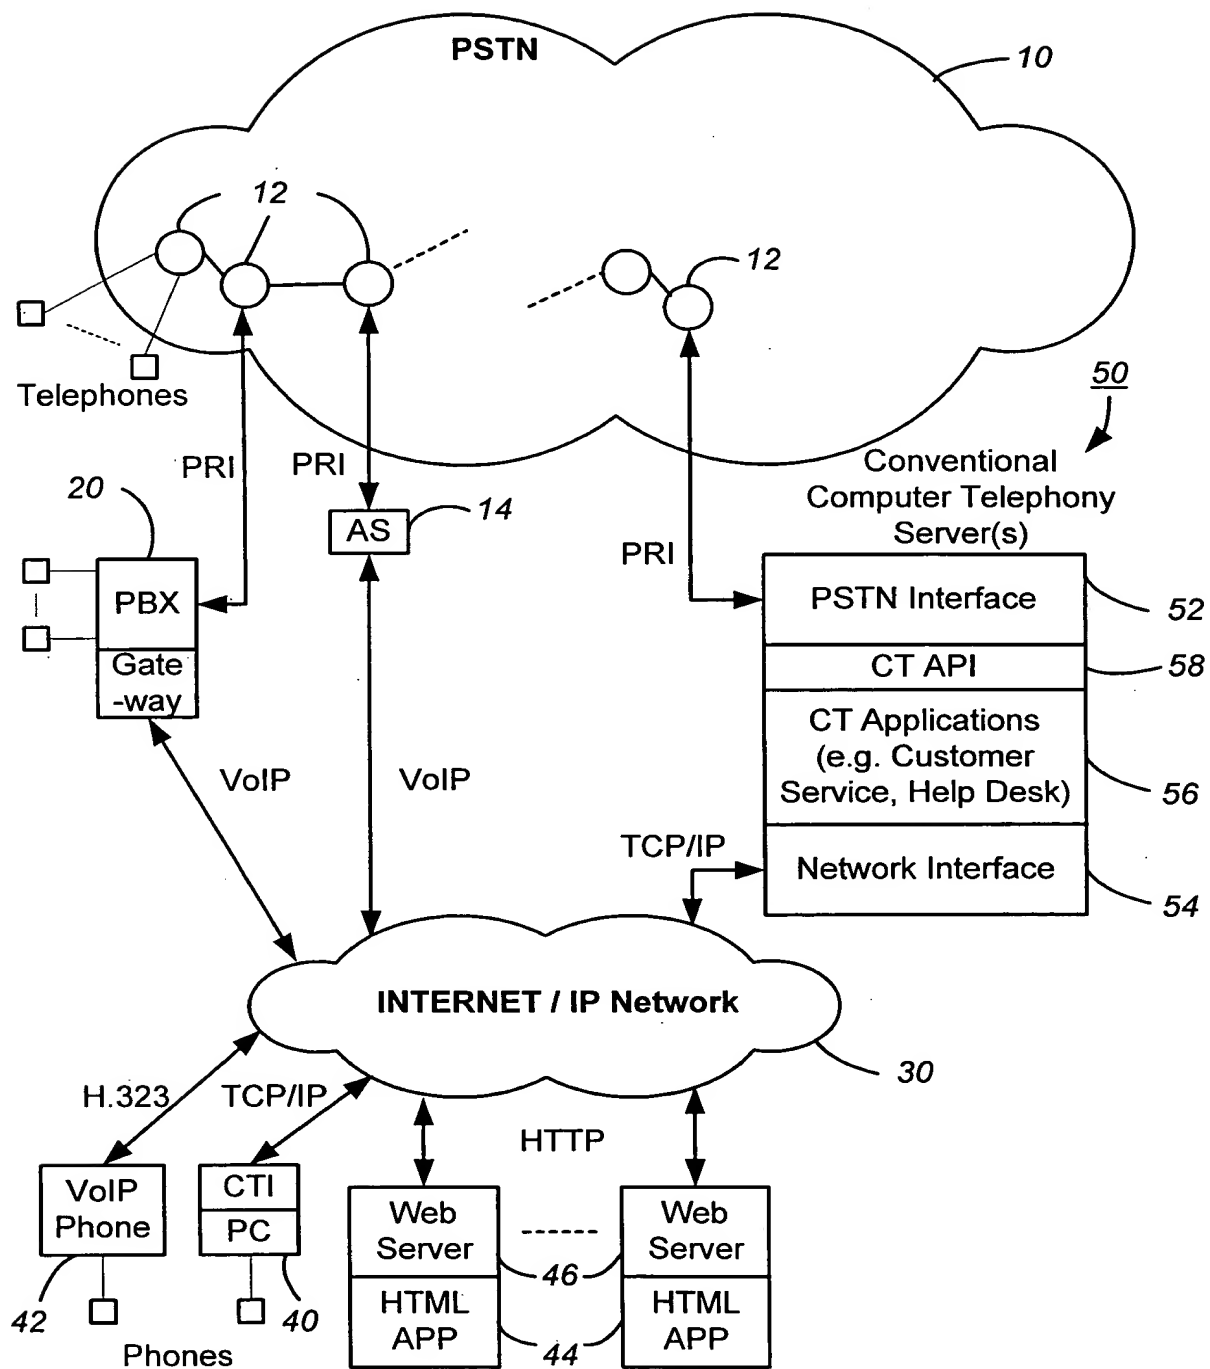 PSTN
10
12
12
Telephones
50
PRI
PRI
Conventional
Computer Telephony
Server(s)
20
14
AS
PRI
PBX
PSTN Interface
52
Gate
-way
CT API
58
CT Applications
(e.g. Customer
Service, Help Desk)
56
VoIP
VoIP
TCP/IP
Network Interface
54
INTERNET / IP Network
30
H.323
TCP/IP
HTTP
VoIP
Phone
CTI
PC
Web
Server
Web
Server
46
42
40
HTML
APP
HTML
APP
44
Phones